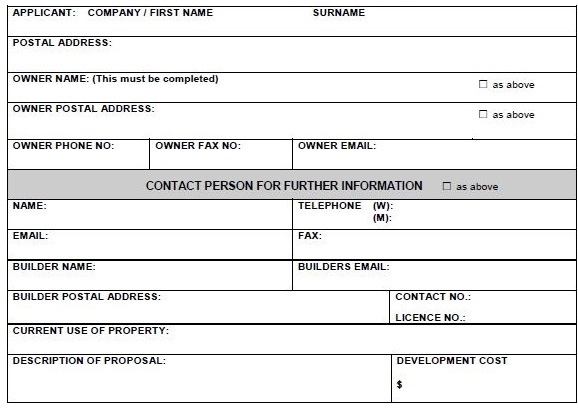 APPLICANT: COMPANY / FIRST NAME SURNAME
POSTAL ADDRESS:
OWNER NAME: (This must be completed) ☐ as above
OWNER POSTAL ADDRESS: ☐ as above
OWNER PHONE NO: OWNER FAX NO: OWNER EMAIL:
CONTACT PERSON FOR FURTHER INFORMATION ☐ as above
NAME: TELEPHONE (W):
(M):
EMAIL: FAX:
BUILDER NAME: BUILDERS EMAIL:
BUILDER POSTAL ADDRESS: CONTACT NO.:
LICENCE NO.:
CURRENT USE OF PROPERTY:
DESCRIPTION OF PROPOSAL: DEVELOPMENT COST
$